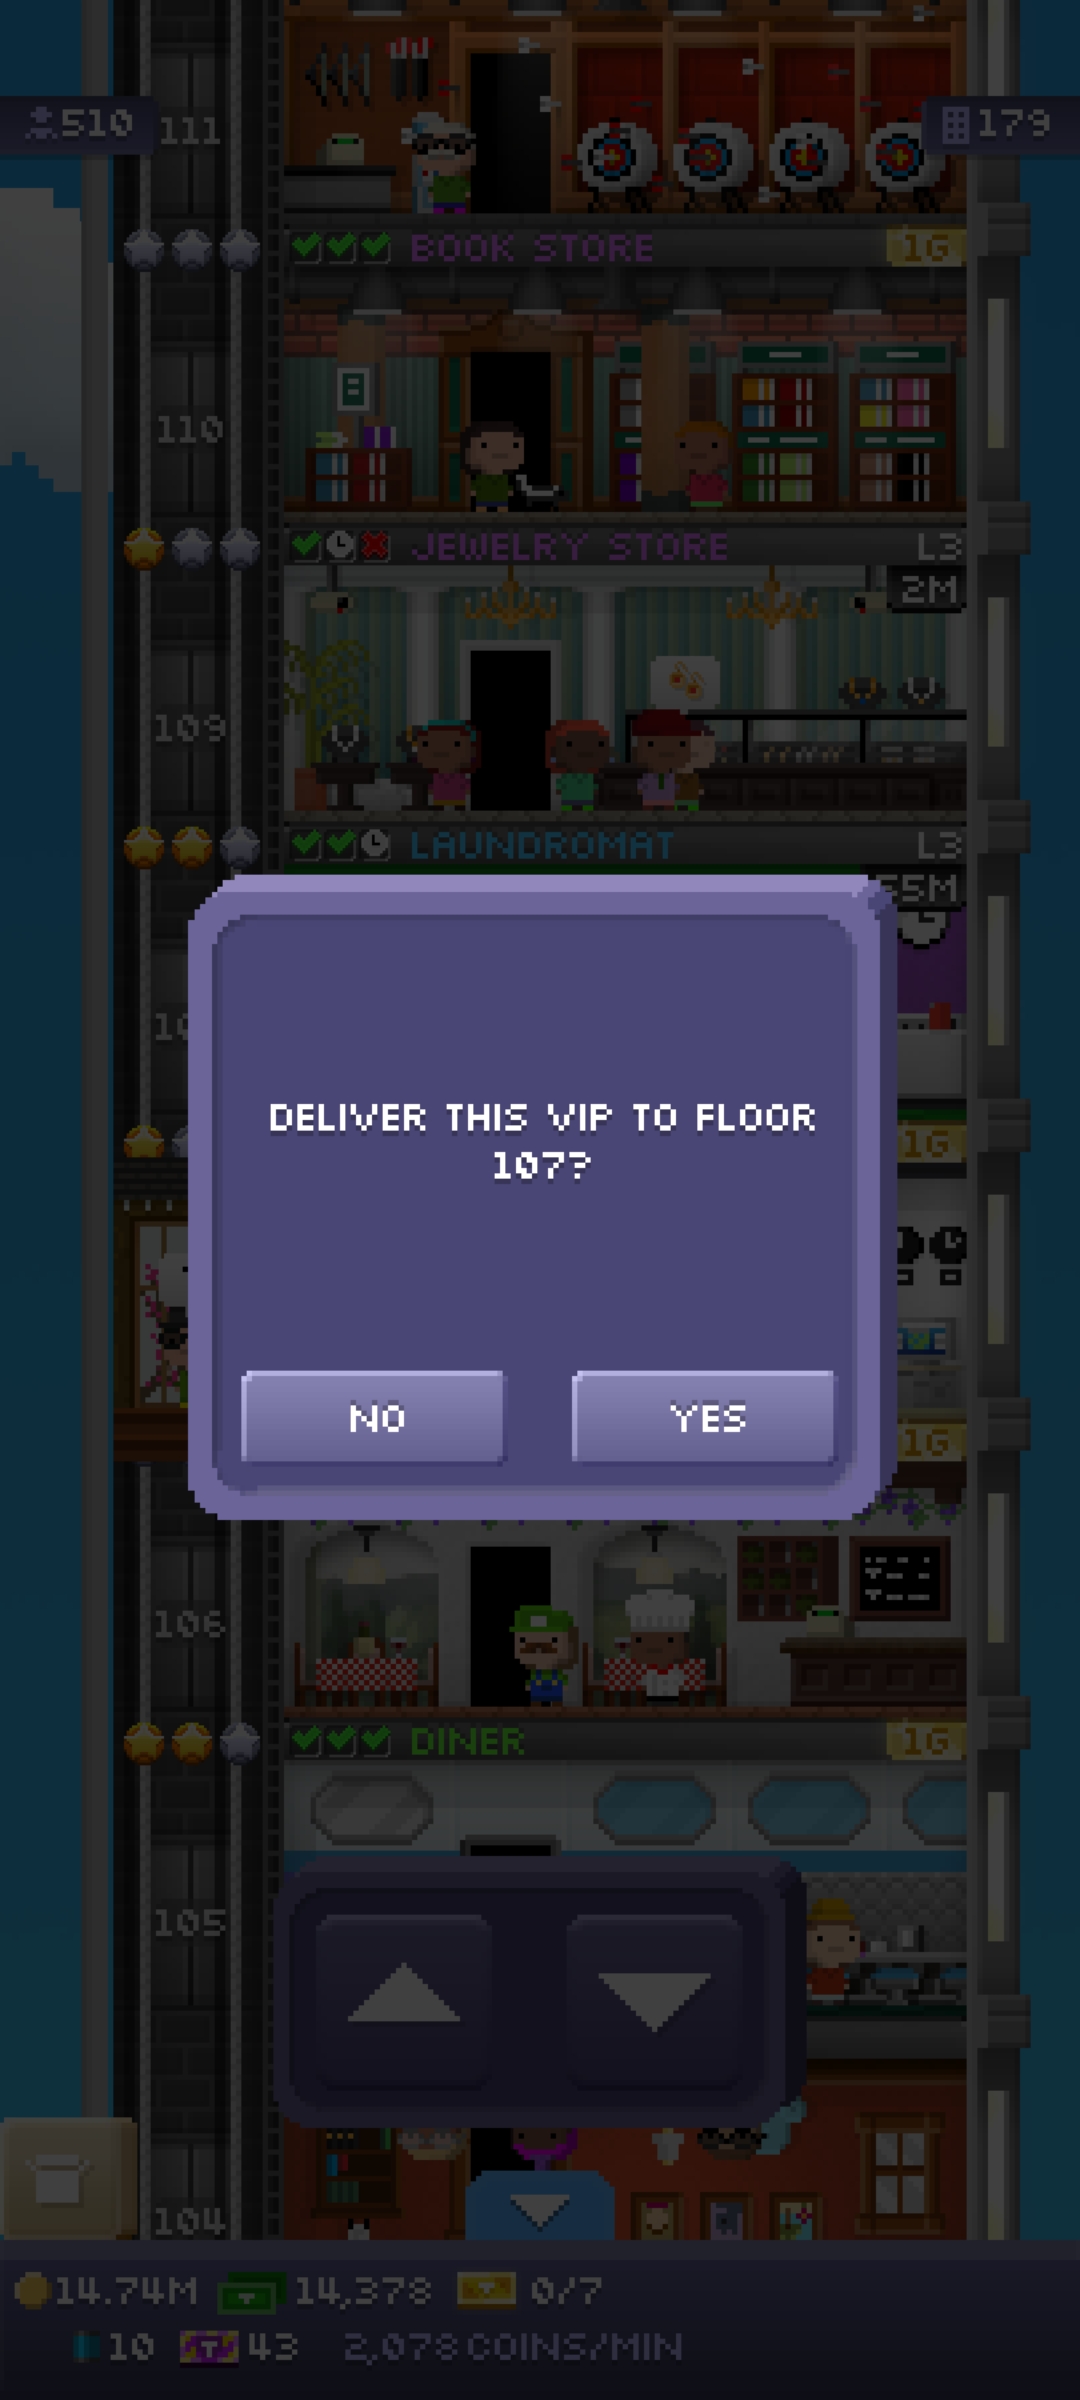 510
111
179
BOOK STORE
1G
110
JEWELRY STORE
L3
2M
109
LAUNDROMAT
L3
55M
10
1G
DELIVER THIS VIP TO FLOOR
107?
NO
YES
1G
106
DINER
1G
105
104
14.74M
14,378
0/7
10
43
2,078 COINS/MIN